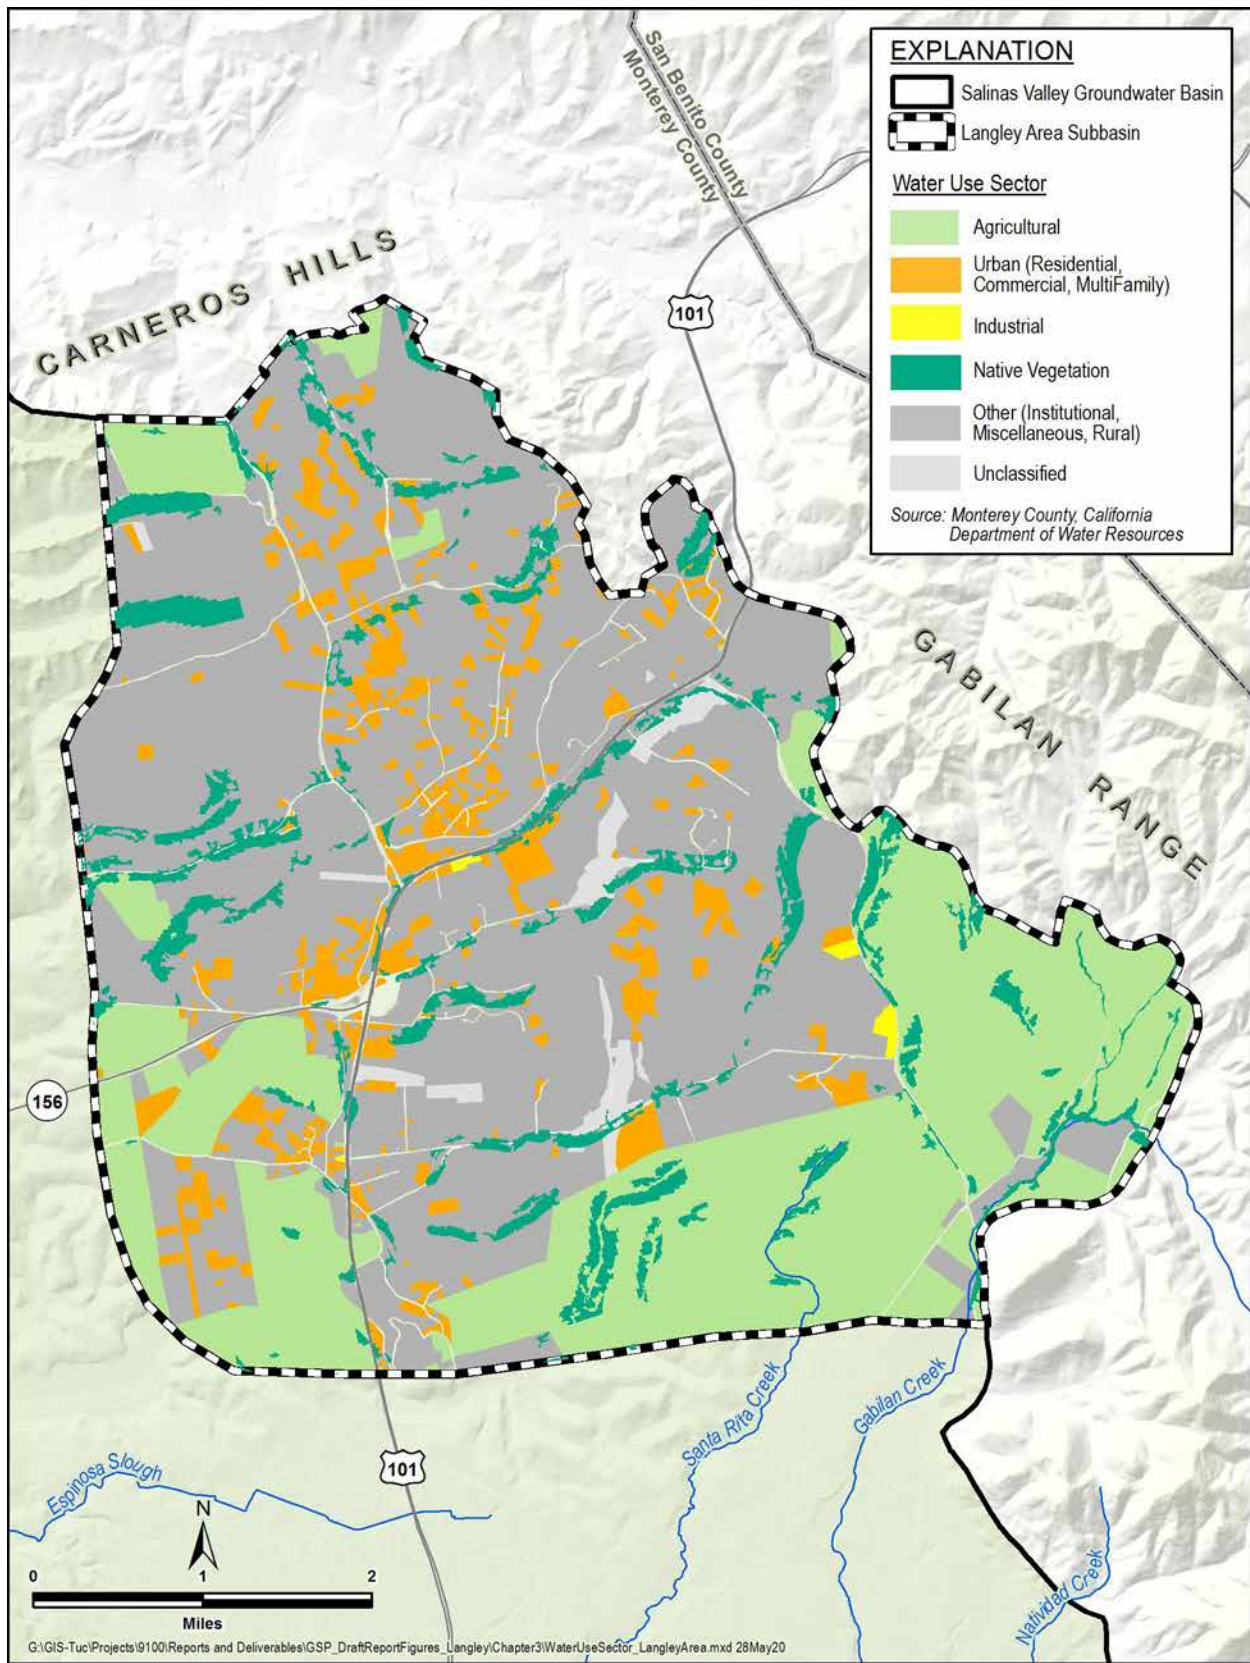 EXPLANATION
Salinas Valley Groundwater Basin
Langley Area Subbasin
Water Use Sector
Agricultural
Urban (Residential,
Commercial, MultiFamily)
Industrial
Native Vegetation
Other (Institutional,
Miscellaneous, Rural)
Unclassified
Source: Monterey County, California
Department of Water Resources
San Benito County
Monterey County
CARNEROS HILLS
101
GABILAN RANGE
156
Santa Rita Creek
Gabilan Creek
101
Espinosa Slough
Natividad Creek
N
0 1 2
Miles
G:\GIS-Tuc\Projects\9100\Reports and Deliverables\GSP_DraftReportFigures_Langley\Chapter3\WaterUseSector_LangleyArea.mxd 28May20